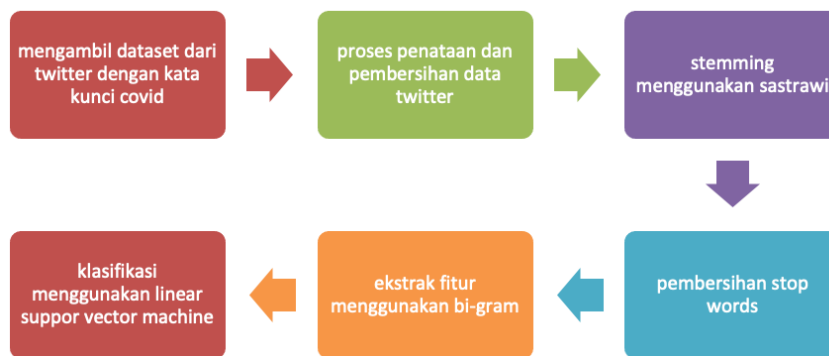 mengambil dataset dari
twitter dengan kata
kunci covid
proses penataan dan
pembersihan data
twitter
stemming
menggunakan sastrawi
pembersihan stop
words
ekstrak fitur
menggunakan bi-gram
klasifikasi
menggunakan linear
suppor vector machine